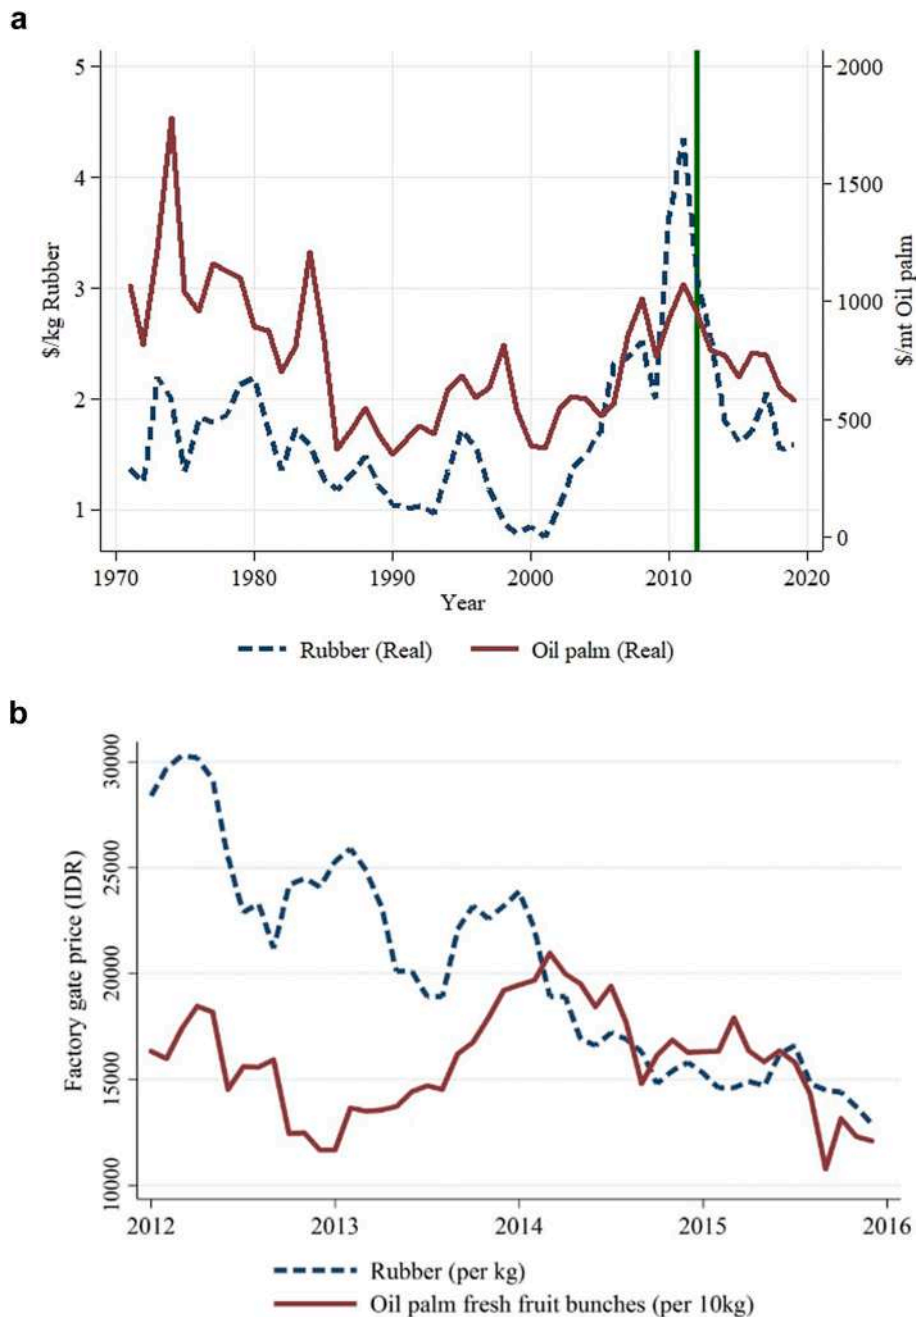 a
5
4
3
2
1
$/kg Rubber
2000
1500
1000
500
0
$/mt Oil palm
1970 1980 1990 2000 2010 2020
Year
Rubber (Real) Oil palm (Real)
b
30000
25000
20000
15000
10000
Factory gate price (IDR)
2012 2013 2014 2015 2016
Rubber (per kg)
Oil palm fresh fruit bunches (per 10kg)